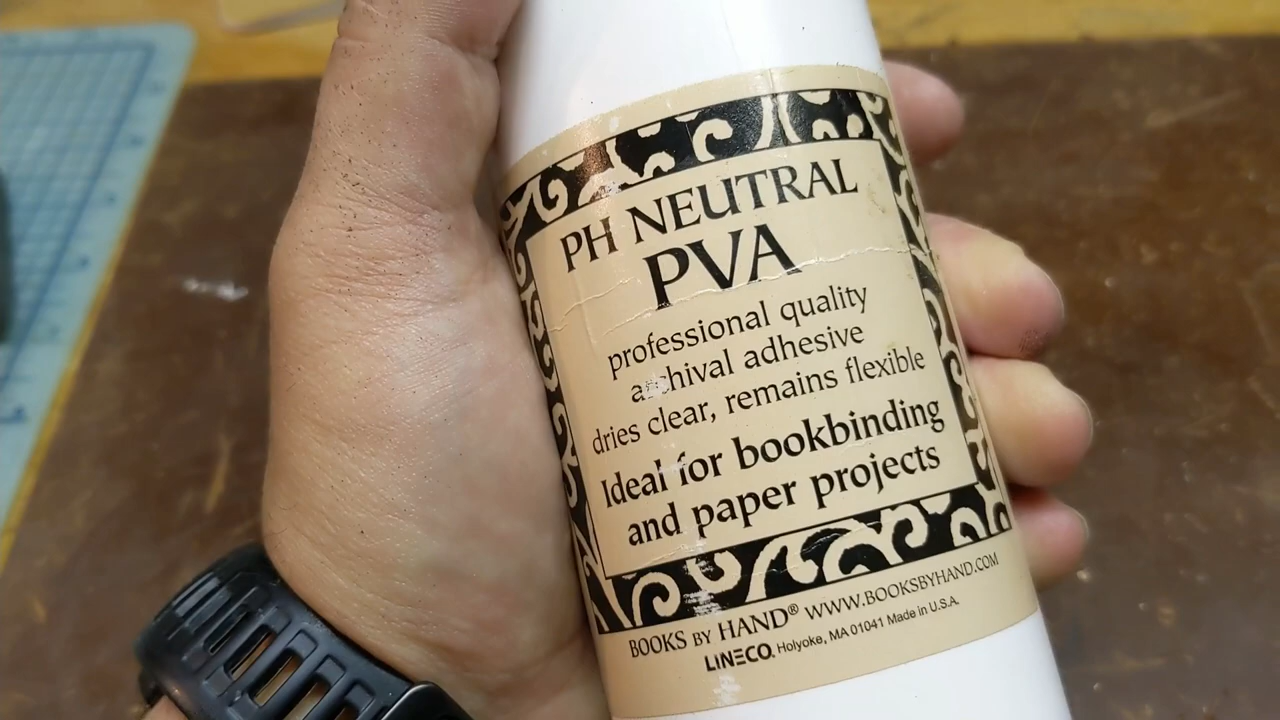 PH NEUTRAL
PVA
professional quality
archival adhesive
dries clear, remains flexible
Ideal for bookbinding
and paper projects
BOOKS BY HAND® WWW.BOOKSBYHAND.COM
LINECO. Holyoke, MA 01041 Made in U.S.A.